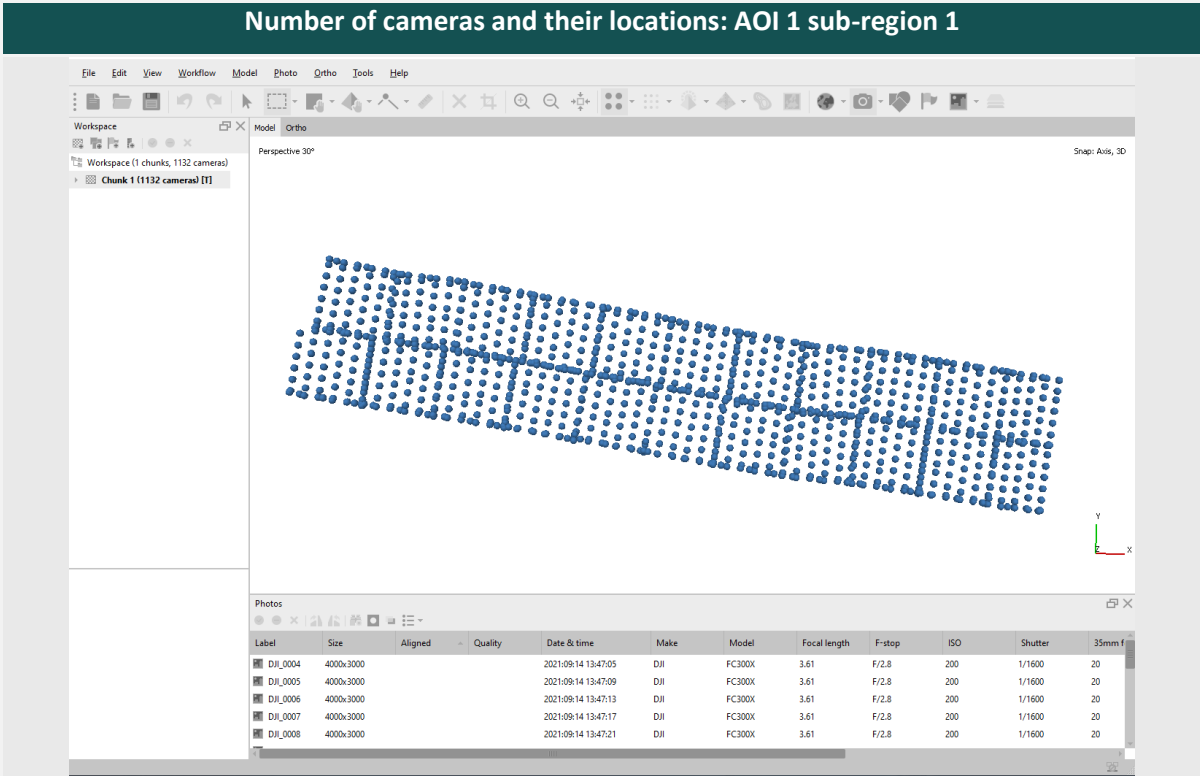 Number of cameras and their locations: AOI 1 sub-region 1
File Edit View Workflow Model Photo Ortho Tools Help
Workspace
Model Ortho
Workspace (1 chunks, 1132 cameras)
Chunk 1 (1132 cameras) [T]
Perspective 30°
Snap: Axis, 3D
Y
Z
X
Photos
Label Size Aligned Quality Date & time Make Model Focal length F-stop ISO Shutter 35mm f
DJI_0004 4000x3000 2021:09:14 13:47:05 DJI FC300X 3.61 F/2.8 200 1/1600 20
DJI_0005 4000x3000 2021:09:14 13:47:09 DJI FC300X 3.61 F/2.8 200 1/1600 20
DJI_0006 4000x3000 2021:09:14 13:47:13 DJI FC300X 3.61 F/2.8 200 1/1600 20
DJI_0007 4000x3000 2021:09:14 13:47:17 DJI FC300X 3.61 F/2.8 200 1/1600 20
DJI_0008 4000x3000 2021:09:14 13:47:21 DJI FC300X 3.61 F/2.8 200 1/1600 20